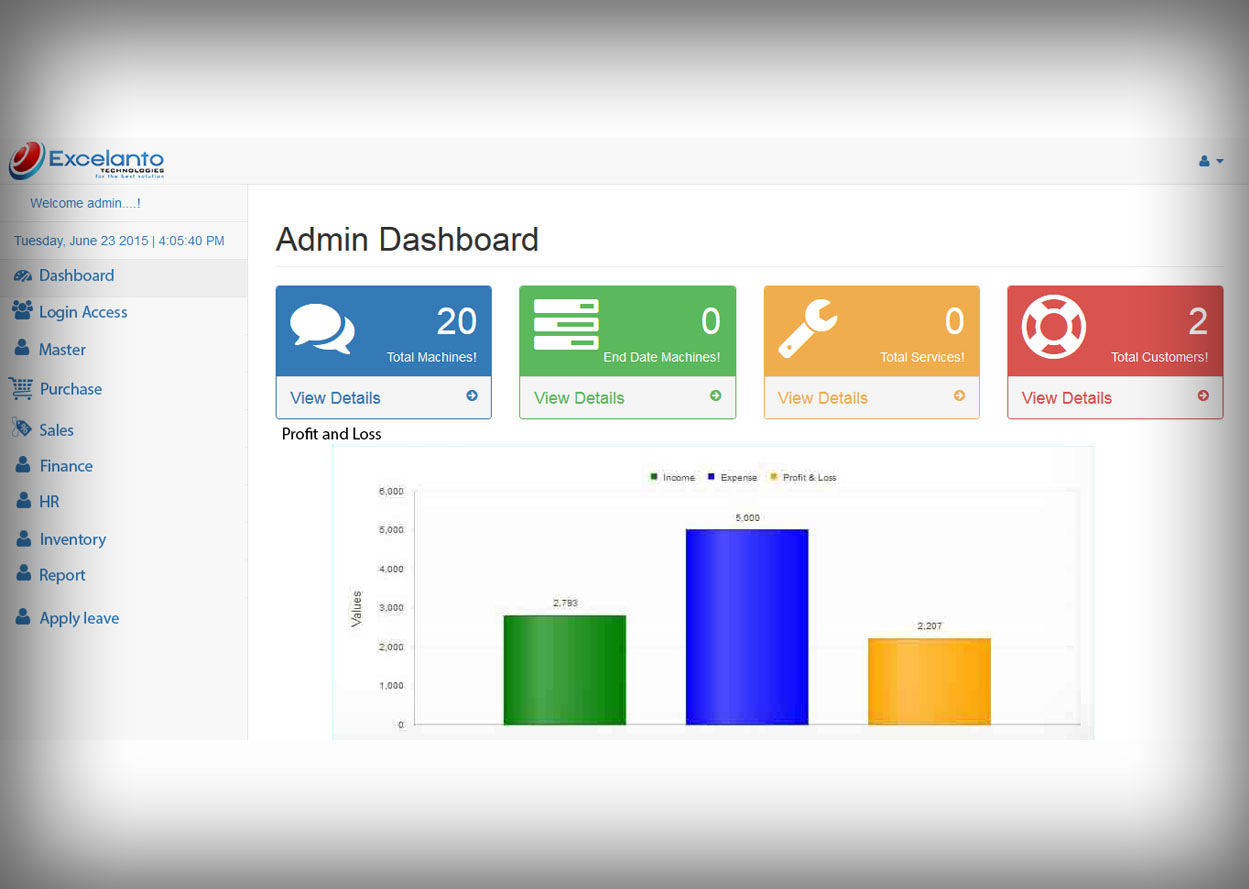 Excelanto
TECHNOLOGIES
for the best solution
Welcome admin....!
Tuesday, June 23 2015 | 4:05:40 PM
Dashboard
Login Access
Master
Purchase
Sales
Finance
HR
Inventory
Report
Apply leave
Admin Dashboard
20
Total Machines!
View Details
0
End Date Machines!
View Details
0
Total Services!
View Details
2
Total Customers!
View Details
Profit and Loss
Income Expense Profit & Loss
Values
6,000
5,000
4,000
3,000
2,000
1,000
0
2,793
5,000
2,207